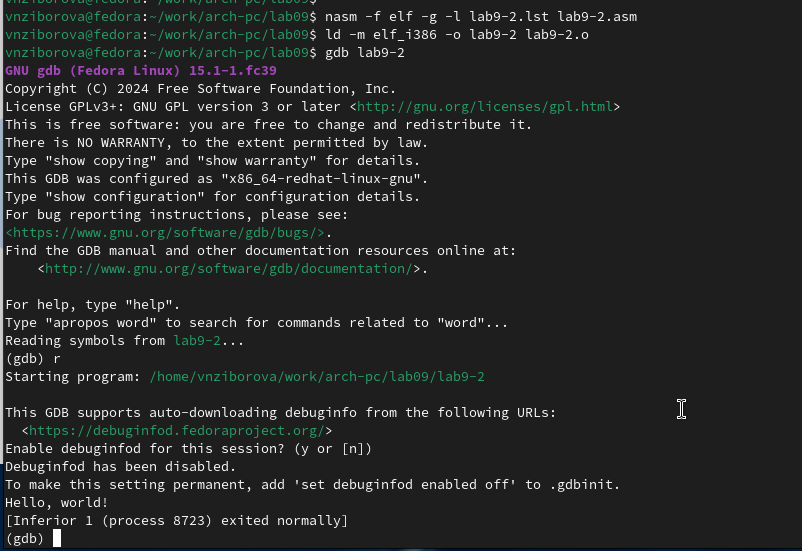 vnziborova@fedora:~/work/arch-pc/lab09$ nasm -f elf -g -l lab9-2.lst lab9-2.asm
vnziborova@fedora:~/work/arch-pc/lab09$ ld -m elf_i386 -o lab9-2 lab9-2.o
vnziborova@fedora:~/work/arch-pc/lab09$ gdb lab9-2
GNU gdb (Fedora Linux) 15.1-1.fc39
Copyright (C) 2024 Free Software Foundation, Inc.
License GPLv3+: GNU GPL version 3 or later <http://gnu.org/licenses/gpl.html>
This is free software: you are free to change and redistribute it.
There is NO WARRANTY, to the extent permitted by law.
Type "show copying" and "show warranty" for details.
This GDB was configured as "x86_64-redhat-linux-gnu".
Type "show configuration" for configuration details.
For bug reporting instructions, please see:
<https://www.gnu.org/software/gdb/bugs/>.
Find the GDB manual and other documentation resources online at:
    <http://www.gnu.org/software/gdb/documentation/>.

For help, type "help".
Type "apropos word" to search for commands related to "word"...
Reading symbols from lab9-2...
(gdb) r
Starting program: /home/vnziborova/work/arch-pc/lab09/lab9-2

This GDB supports auto-downloading debuginfo from the following URLs:
  <https://debuginfod.fedoraproject.org/>
Enable debuginfod for this session? (y or [n])
Debuginfod has been disabled.
To make this setting permanent, add 'set debuginfod enabled off' to .gdbinit.
Hello, world!
[Inferior 1 (process 8723) exited normally]
(gdb)